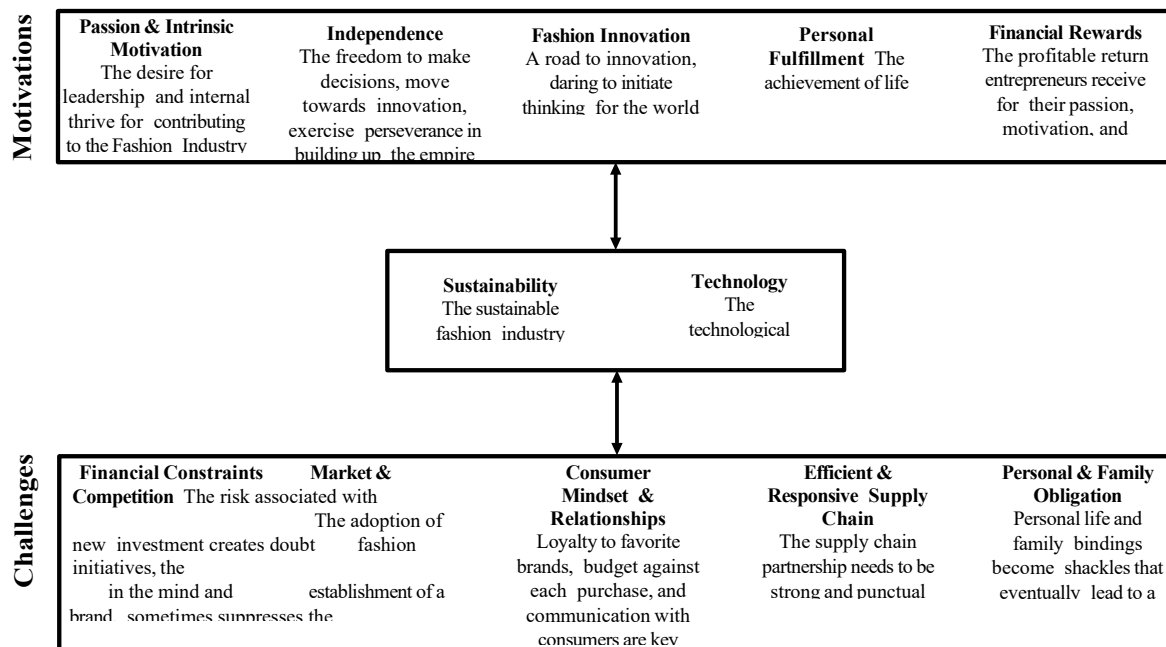 Motivations
Passion & Intrinsic
Motivation
The desire for
leadership and internal
thrive for contributing
to the Fashion Industry
Independence
The freedom to make
decisions, move
towards innovation,
exercise perseverance in
building up the empire
Fashion Innovation
A road to innovation,
daring to initiate
thinking for the world
Personal
Fulfillment The
achievement of life
Financial Rewards
The profitable return
entrepreneurs receive
for their passion,
motivation, and
Sustainability
The sustainable
fashion industry
Technology
The
technological
Challenges
Financial Constraints Market &
Competition The risk associated with
The adoption of
new investment creates doubt fashion
initiatives, the
in the mind and establishment of a
brand, sometimes suppresses the
Consumer
Mindset &
Relationships
Loyalty to favorite
brands, budget against
each purchase, and
communication with
consumers are key
Efficient &
Responsive Supply
Chain
The supply chain
partnership needs to be
strong and punctual
Personal & Family
Obligation
Personal life and
family bindings
become shackles that
eventually lead to a